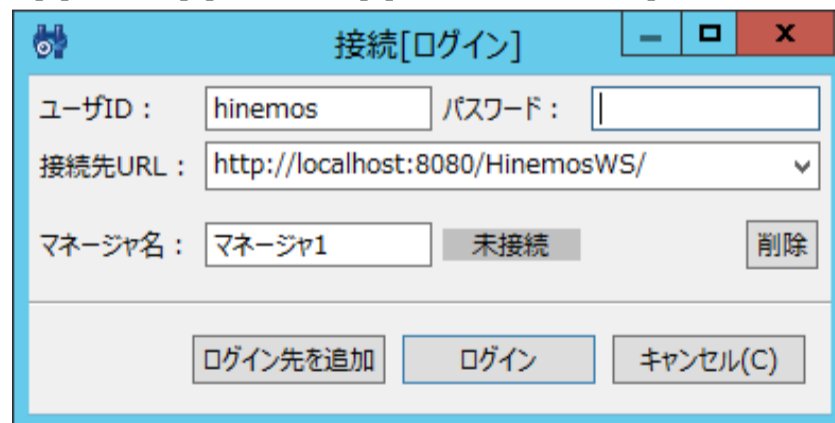 接続[ログイン]
ユーザID： hinemos パスワード：
接続先URL： http://localhost:8080/HinemosWS/
マネージャ名： マネージャ1 未接続 削除
ログイン先を追加 ログイン キャンセル(C)